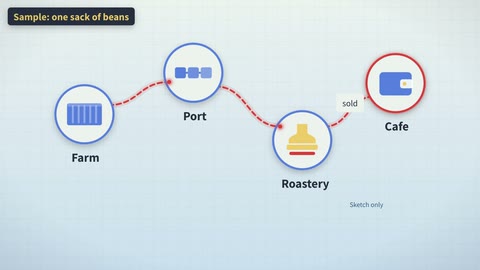 Sample: one sack of beans
Farm
Port
Roastery
sold
Cafe
Sketch only